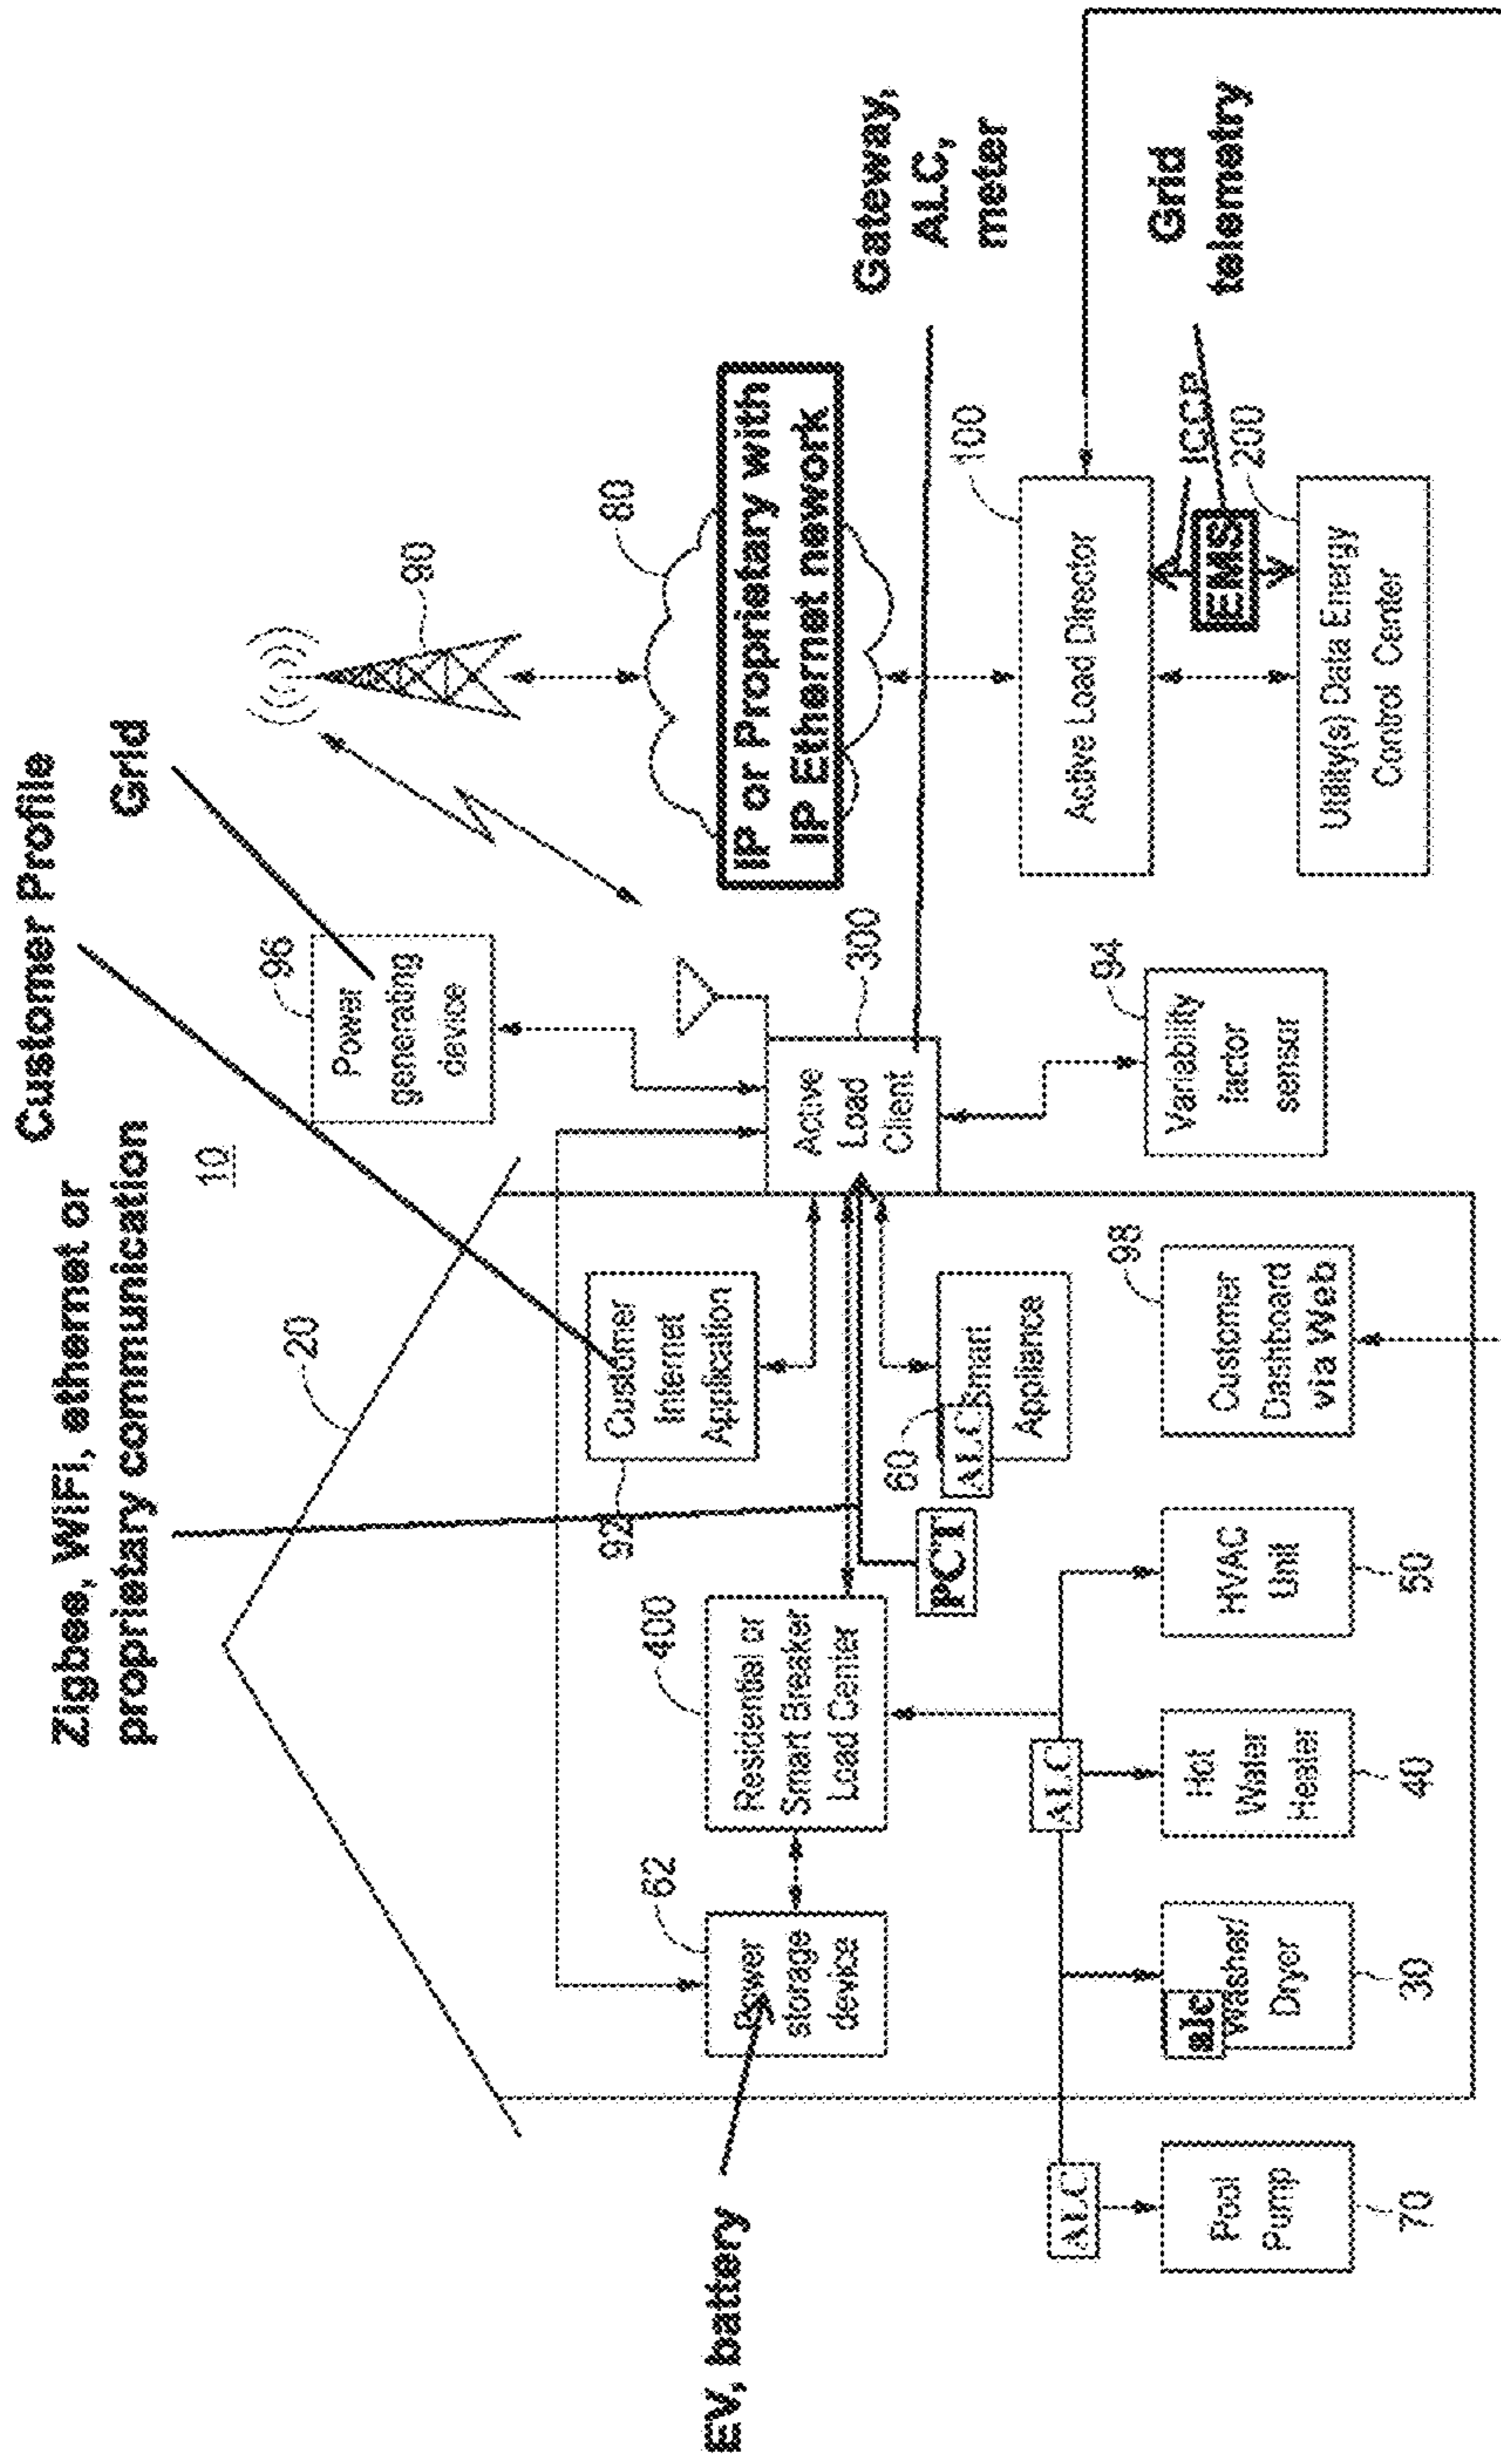 Customer Profile
Grid
Zigbee, WiFi, ethernet or
proprietary communication
10
20
96
Power
generating
device
90
80
IP or Proprietary with
IP Ethernet nework
Gateway,
ALC,
meter
Grid
telemetry
100
Active Load Director
ICCP
EMS
200
Utility(s) Data Energy
Control Center
300
Active
Load
Client
94
Variability
factor
sensor
92
Customer
Internet
Application
60
ALC
Smart
Appliance
98
Customer
Dashboard
via Web
PCT
400
Residential or
Smart Breaker
Load Center
62
Power
storage
device
EV, battery
ALC
HVAC
Unit
50
Hot
Water
Heater
40
alc
Washer/
Dryer
30
ALC
Pool
Pump
70